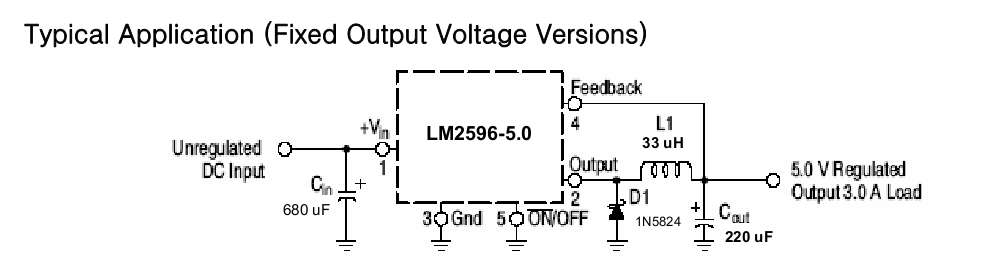 Typical Application (Fixed Output Voltage Versions)
Feedback
4
L1
33 uH
+Vin
LM2596-5.0
Unregulated
DC Input
1
Output
2
5.0 V Regulated
Output 3.0 A Load
Cin
+
680 uF
D1
1N5824
+
Cout
220 uF
3 Gnd
5 ON/OFF